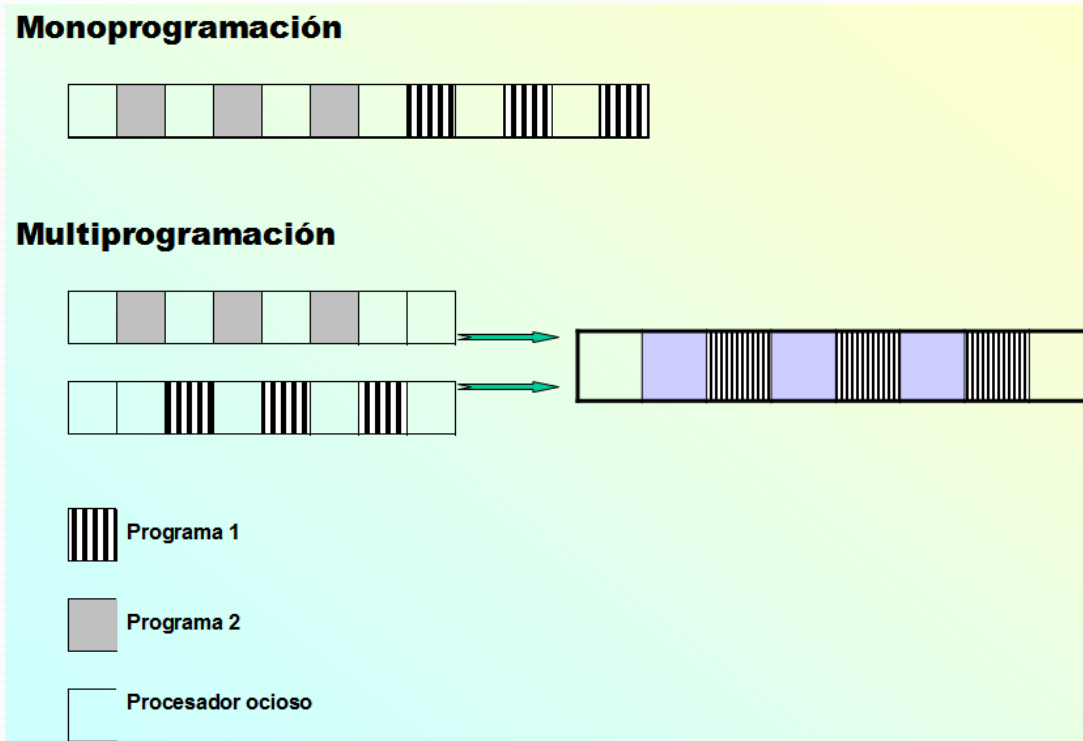 Monoprogramación
Multiprogramación
Programa 1
Programa 2
Procesador ocioso